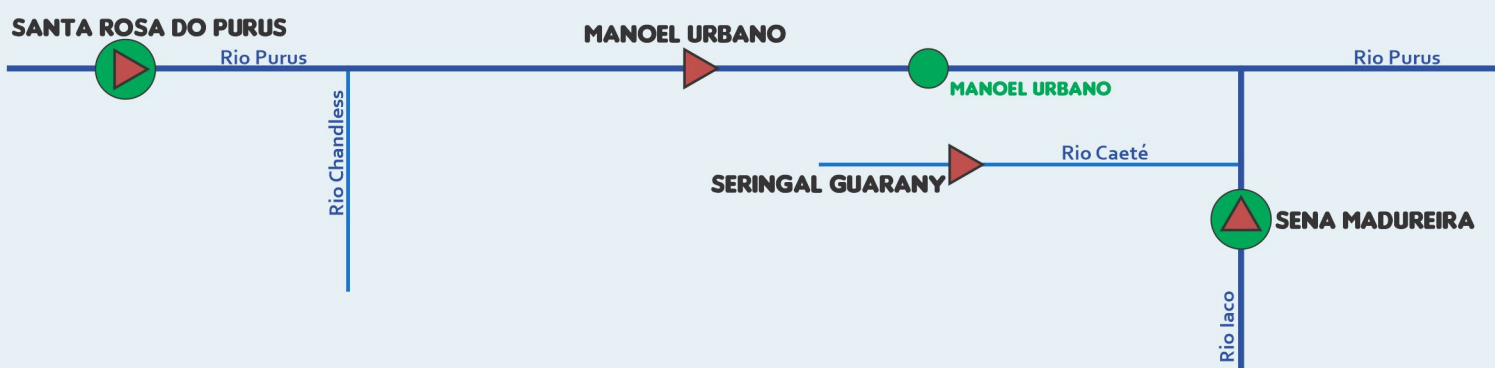 SANTA ROSA DO PURUS
MANOEL URBANO
Rio Purus
Rio Purus
MANOEL URBANO
Rio Chandless
Rio Caeté
SERINGAL GUARANY
SENA MADUREIRA
Rio Iaco